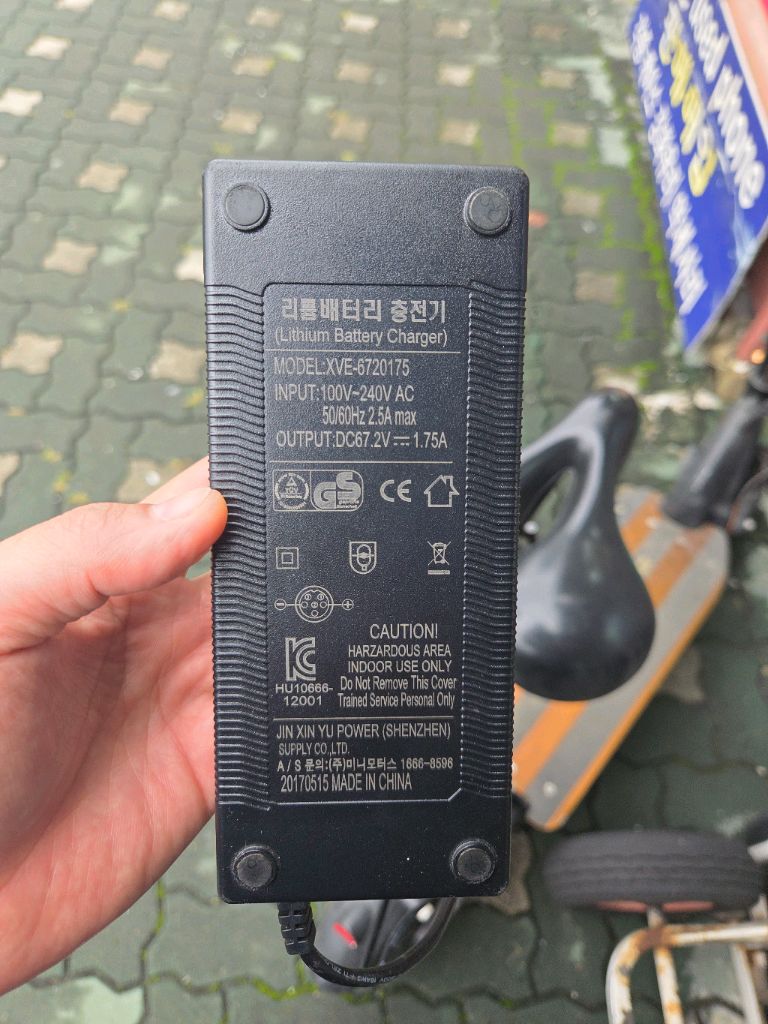 리튬배터리 충전기
(Lithium Battery Charger)
MODEL:XVE-6720175
INPUT:100V~240V AC
50/60Hz 2.5A max
OUTPUT:DC67.2V ⎓ 1.75A
TÜV GS CE
CAUTION!
HARZARDOUS AREA
INDOOR USE ONLY
Do Not Remove This Cover
Trained Service Personal Only
HU10666-
12001
JIN XIN YU POWER (SHENZHEN)
SUPPLY CO.,LTD.
A/S 문의:(주)미니모터스 1666-8596
20170515 MADE IN CHINA
used phone